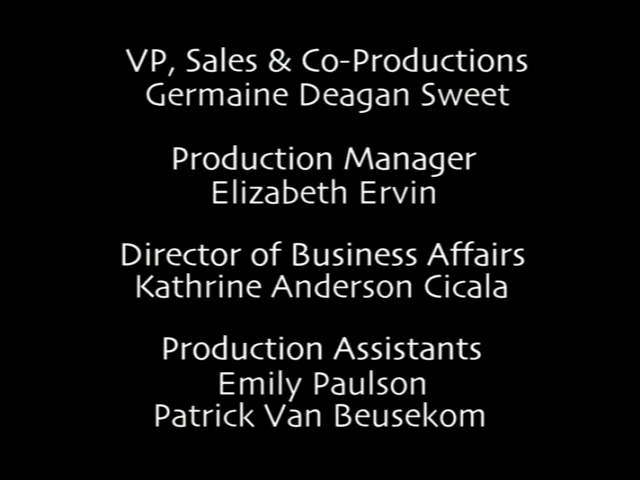 VP, Sales & Co-Productions
Germaine Deagan Sweet
Production Manager
Elizabeth Ervin
Director of Business Affairs
Kathrine Anderson Cicala
Production Assistants
Emily Paulson
Patrick Van Beusekom